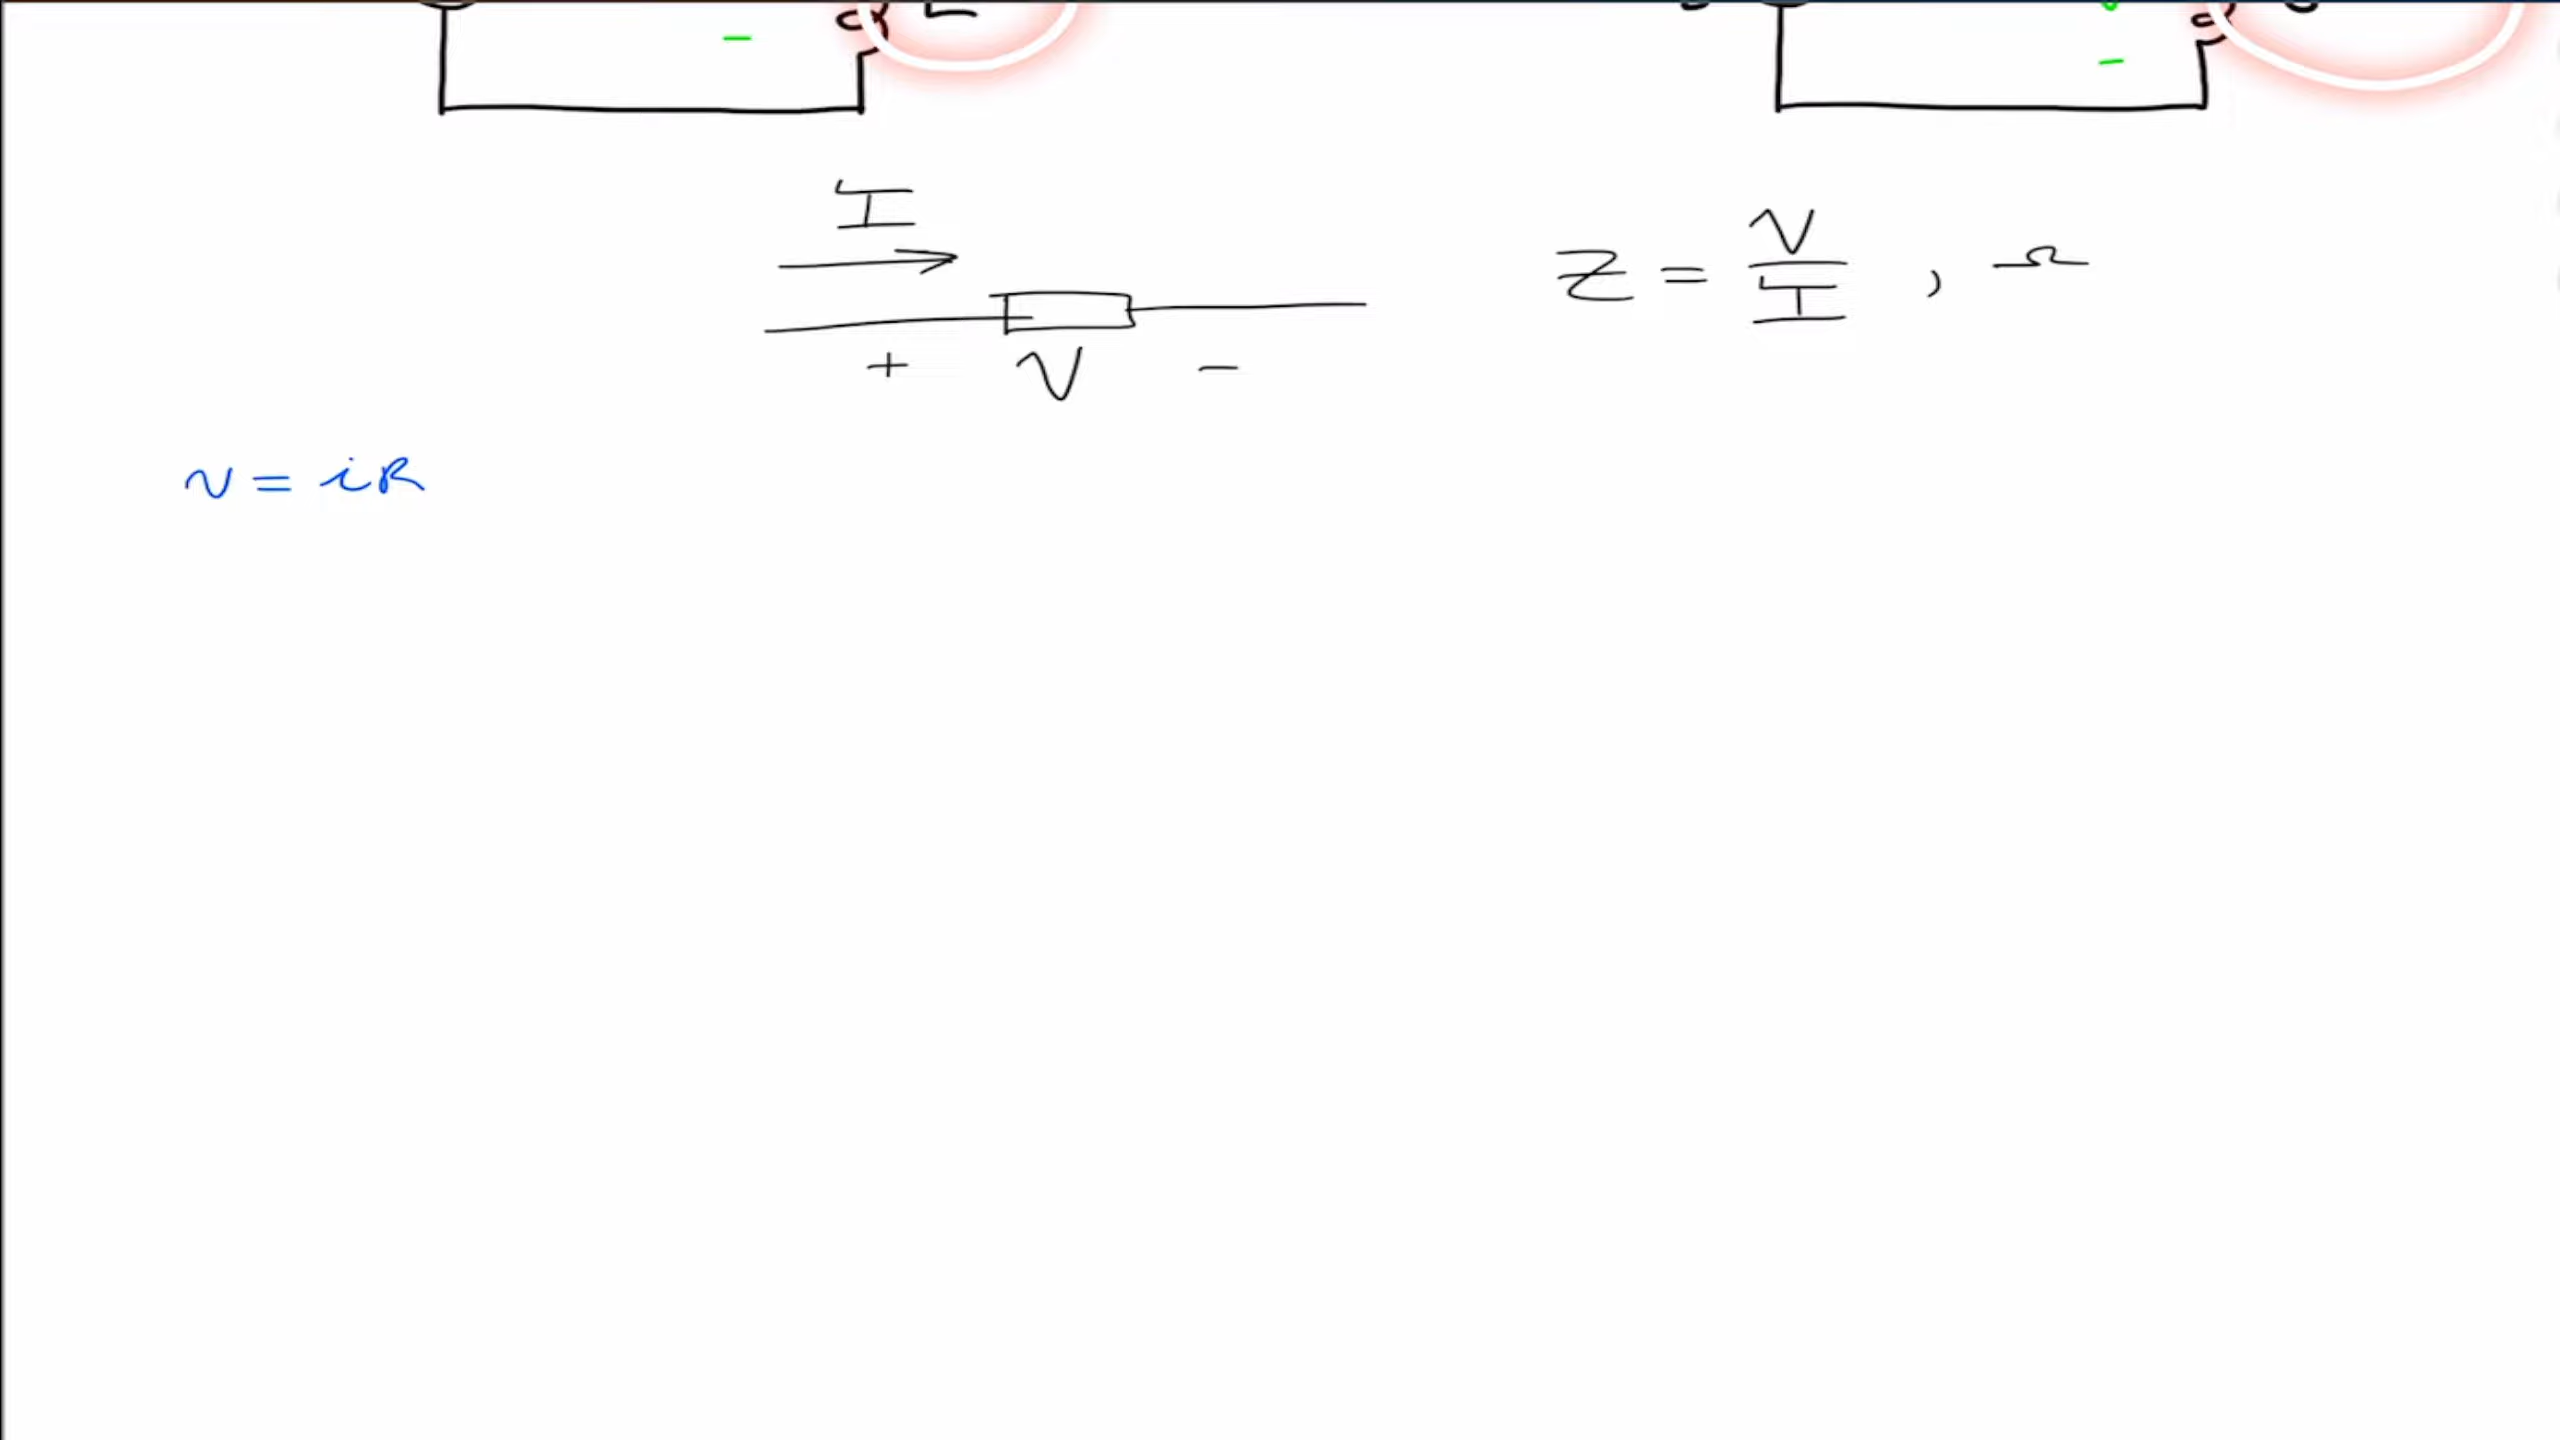 -
-
I
Z = V/I , Ω
+ V -
v = iR